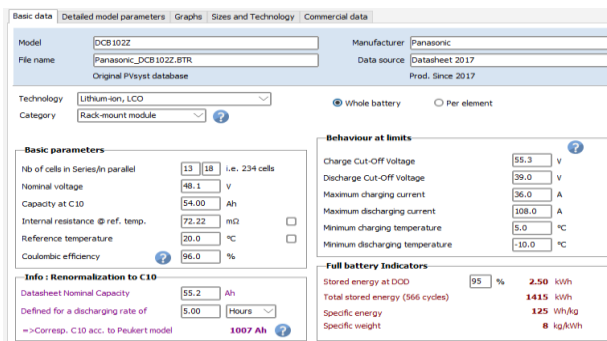 Basic data Detailed model parameters Graphs Sizes and Technology Commercial data
Model DCB102Z Manufacturer Panasonic
File name Panasonic_DCB102Z.BTR Data source Datasheet 2017
Original PVsyst database Prod. Since 2017
Technology Lithium-ion, LCO
Whole battery Per element
Category Rack-mount module ?
Basic parameters
Nb of cells in Series/in parallel 13 18 i.e. 234 cells
Nominal voltage 48.1 V
Capacity at C10 54.00 Ah
Internal resistance @ ref. temp. 72.22 mΩ
Reference temperature 20.0 °C
Coulombic efficiency ? 96.0 %
Behaviour at limits
?
Charge Cut-Off Voltage 55.3 V
Discharge Cut-Off Voltage 39.0 V
Maximum charging current 36.0 A
Maximum discharging current 108.0 A
Minimum charging temperature 5.0 °C
Minimum discharging temperature -10.0 °C
Info : Renormalization to C10
Datasheet Nominal Capacity 55.2 Ah
Defined for a discharging rate of 5.00 Hours
=>Corresp. C10 acc. to Peukert model 1007 Ah ?
Full battery Indicators
Stored energy at DOD 95 % 2.50 kWh
Total stored energy (566 cycles) 1415 kWh
Specific energy 125 Wh/kg
Specific weight 8 kg/kWh